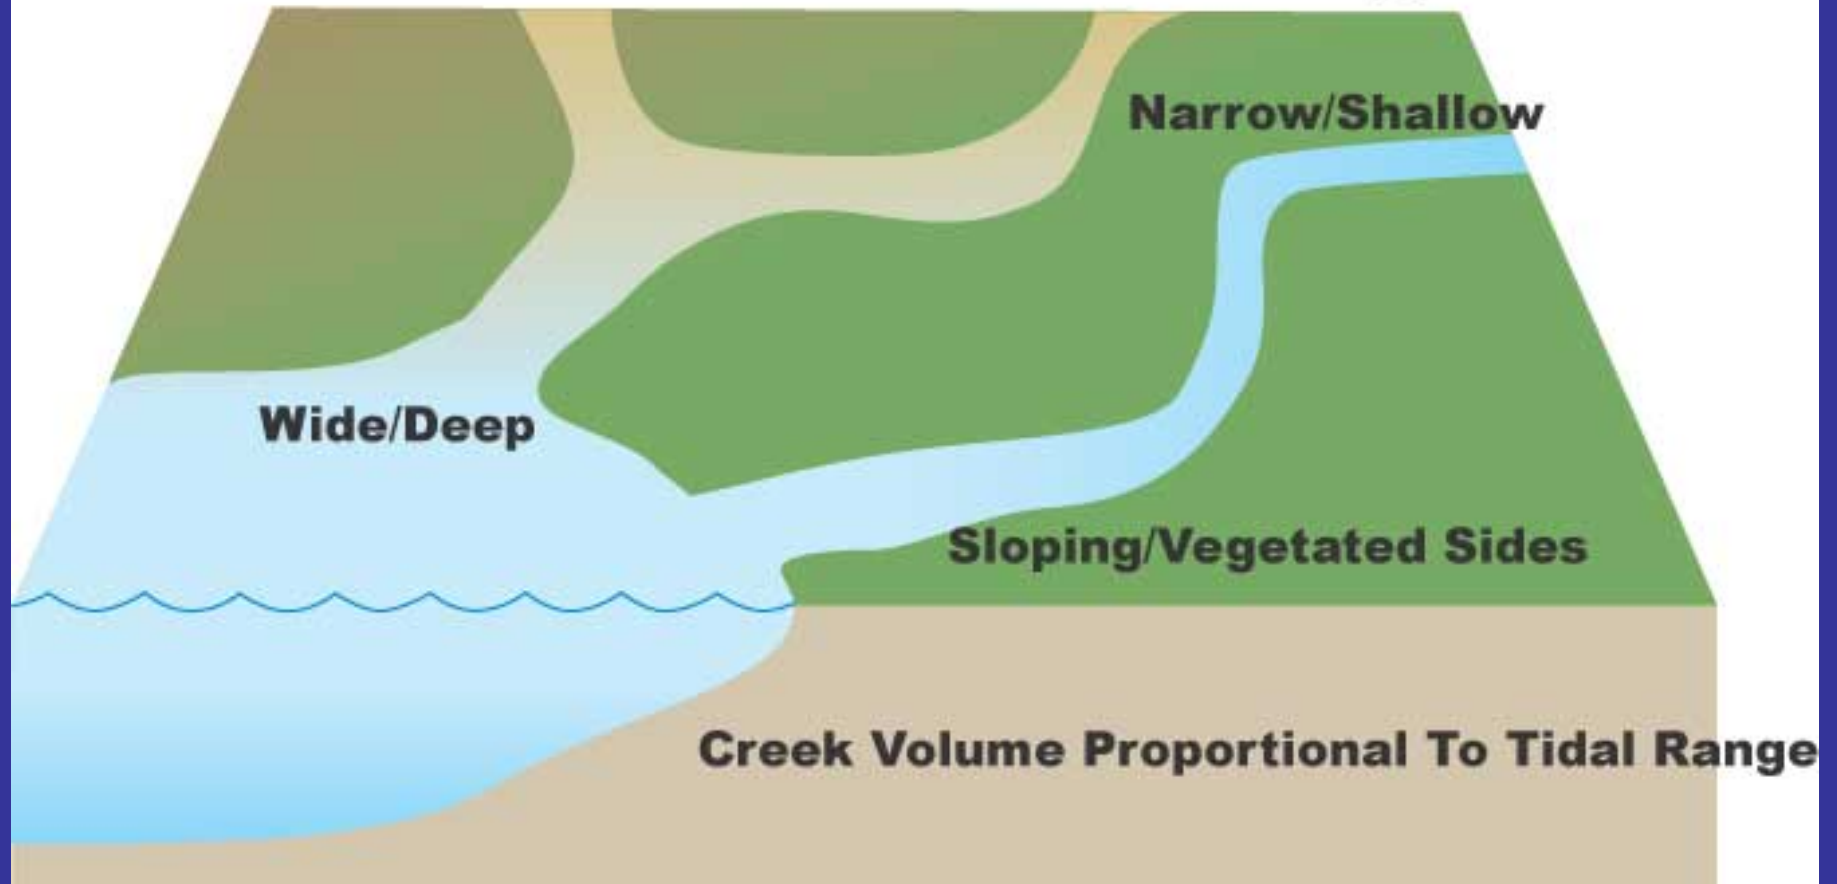 Narrow/Shallow
Wide/Deep
Sloping/Vegetated Sides
Creek Volume Proportional To Tidal Range